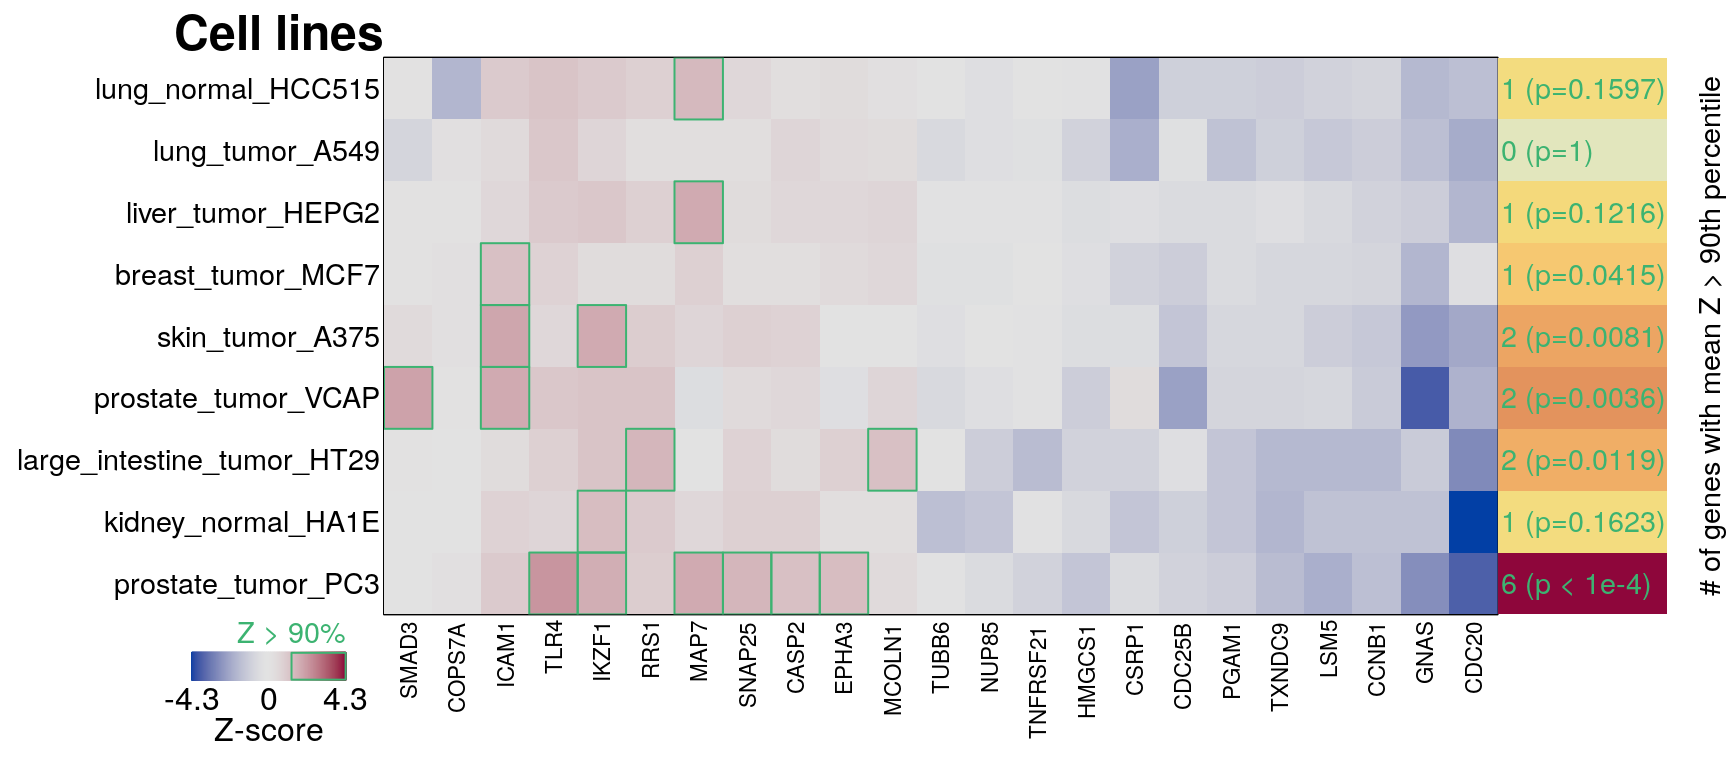 Cell lines
lung_normal_HCC515 1 (p=0.1597)
lung_tumor_A549 0 (p=1)
liver_tumor_HEPG2 1 (p=0.1216)
breast_tumor_MCF7 1 (p=0.0415)
skin_tumor_A375 2 (p=0.0081)
prostate_tumor_VCAP 2 (p=0.0036)
large_intestine_tumor_HT29 2 (p=0.0119)
kidney_normal_HA1E 1 (p=0.1623)
prostate_tumor_PC3 6 (p < 1e-4)
# of genes with mean Z > 90th percentile
SMAD3
COPS7A
ICAM1
TLR4
IKZF1
RRS1
MAP7
SNAP25
CASP2
EPHA3
MCOLN1
TUBB6
NUP85
TNFRSF21
HMGCS1
CSRP1
CDC25B
PGAM1
TXNDC9
LSM5
CCNB1
GNAS
CDC20
Z > 90%
-4.3 0 4.3
Z-score